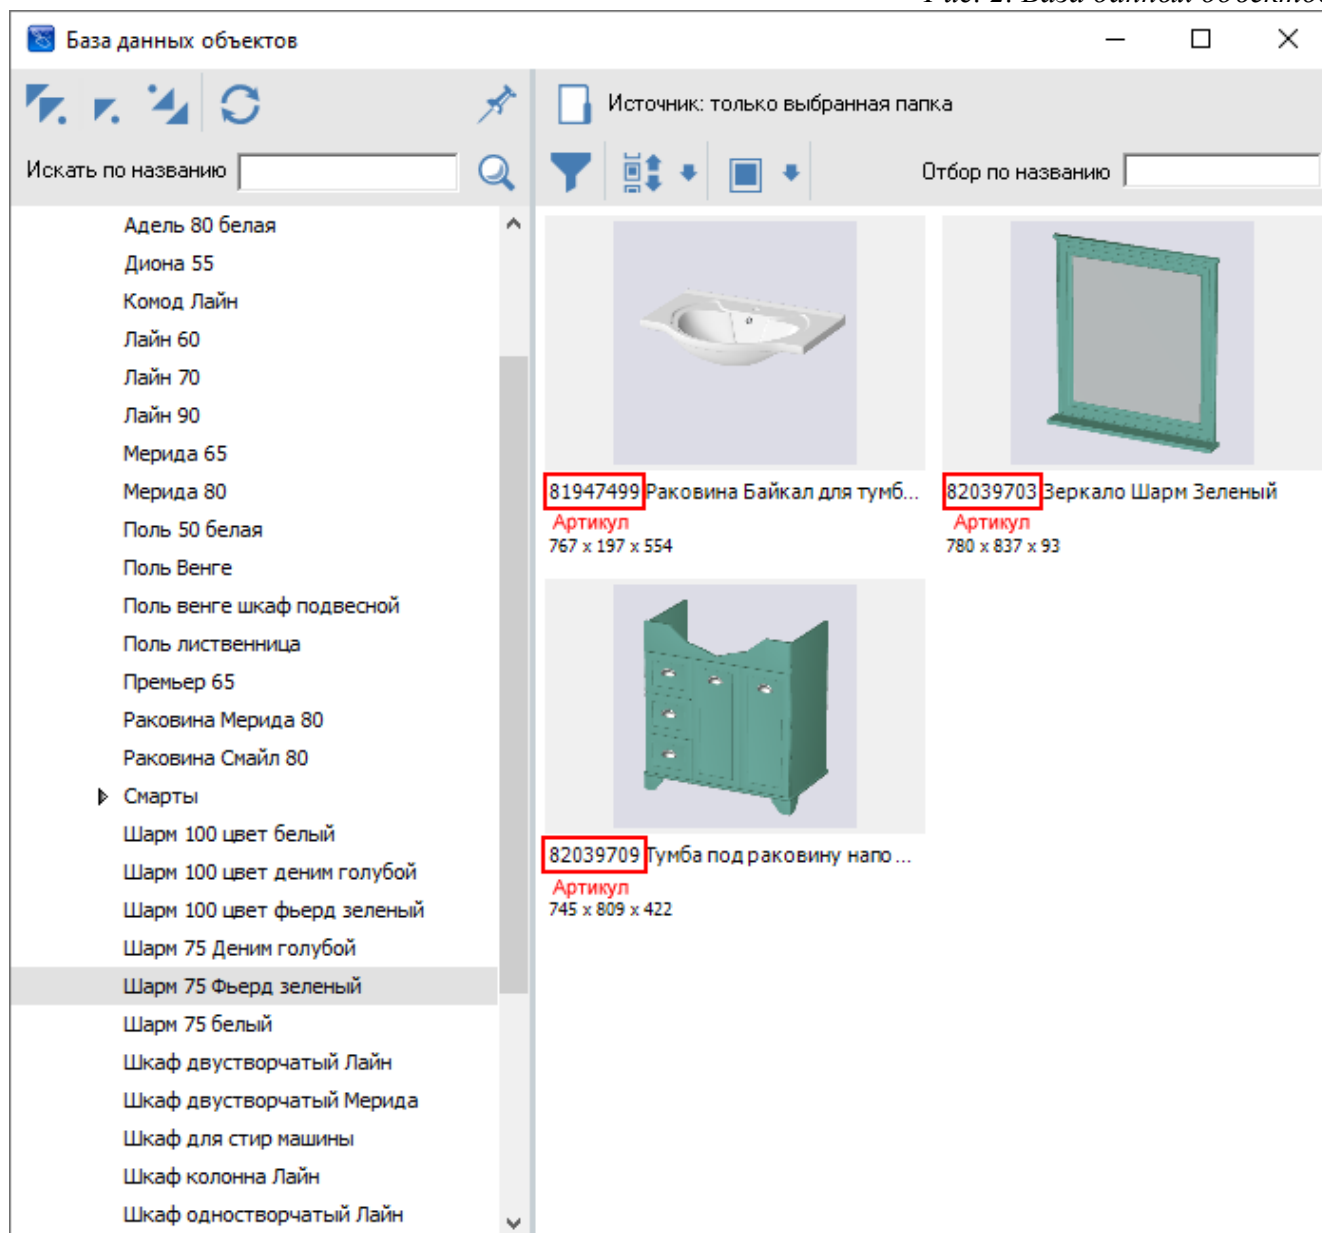 Рис. 2. База данных объектов
База данных объектов
Источник: только выбранная папка
Искать по названию
Отбор по названию
Адель 80 белая
Диона 55
Комод Лайн
Лайн 60
Лайн 70
Лайн 90
Мерида 65
Мерида 80
Поль 50 белая
Поль Венге
Поль венге шкаф подвесной
Поль лиственница
Премьер 65
Раковина Мерида 80
Раковина Смайл 80
Смарты
Шарм 100 цвет белый
Шарм 100 цвет деним голубой
Шарм 100 цвет фьерд зеленый
Шарм 75 Деним голубой
Шарм 75 Фьерд зеленый
Шарм 75 белый
Шкаф двустворчатый Лайн
Шкаф двустворчатый Мерида
Шкаф для стир машины
Шкаф колонна Лайн
Шкаф одностворчатый Лайн
81947499 Раковина Байкал для тумб...
Артикул
767 x 197 x 554
82039703 Зеркало Шарм Зеленый
Артикул
780 x 837 x 93
82039709 Тумба под раковину напо...
Артикул
745 x 809 x 422